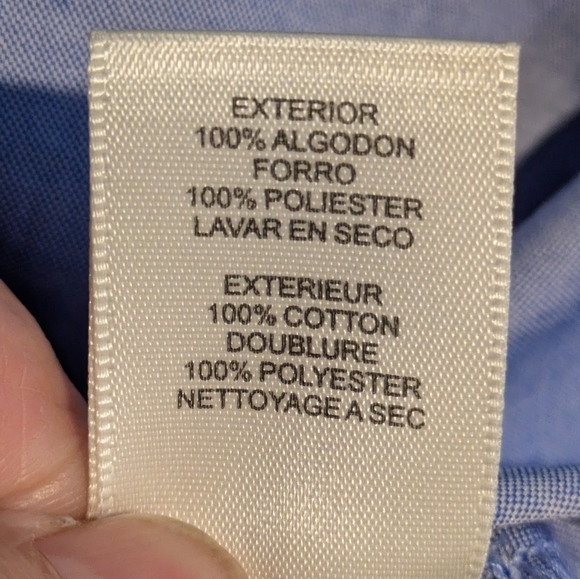 EXTERIOR
100% ALGODON
FORRO
100% POLIESTER
LAVAR EN SECO
EXTERIEUR
100% COTTON
DOUBLURE
100% POLYESTER
NETTOYAGE A SEC